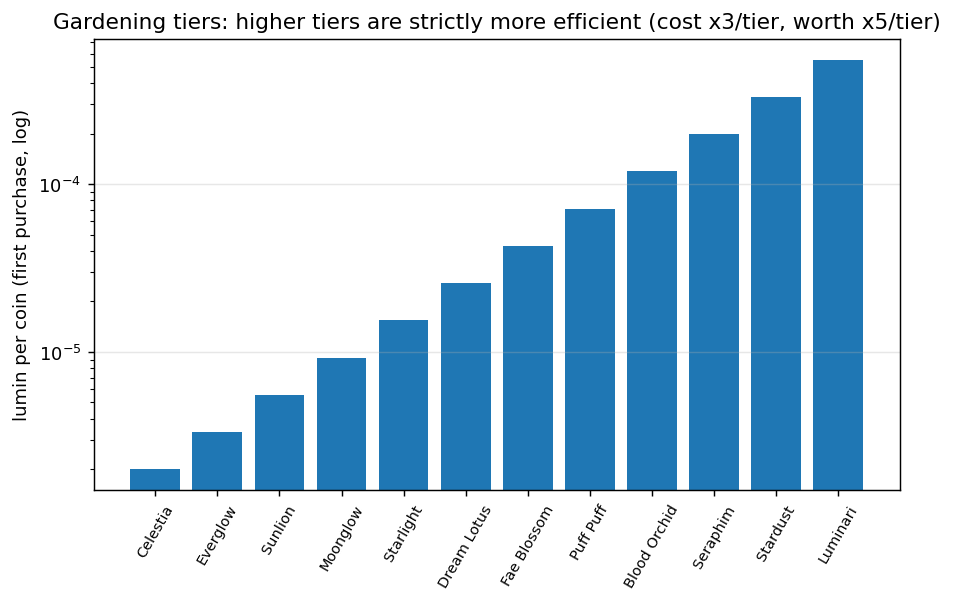 Gardening tiers: higher tiers are strictly more efficient (cost x3/tier, worth x5/tier)
lumin per coin (first purchase, log)
10⁻⁴
10⁻⁵
Celestia
Everglow
Sunlion
Moonglow
Starlight
Dream Lotus
Fae Blossom
Puff Puff
Blood Orchid
Seraphim
Stardust
Luminari